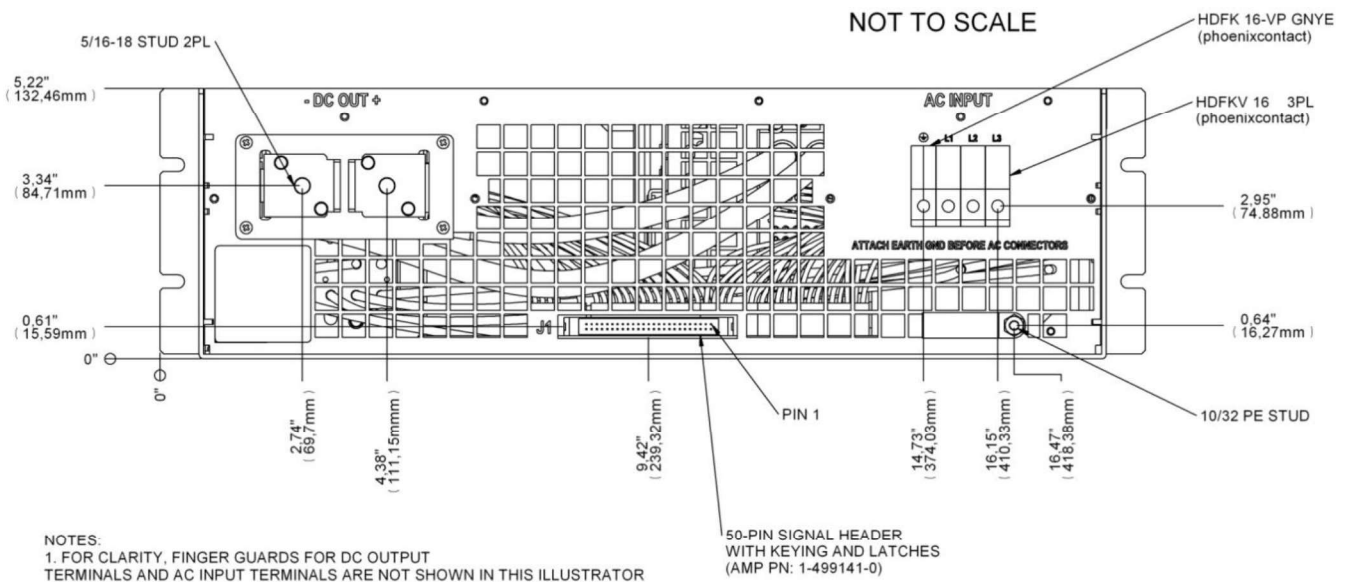 NOT TO SCALE
HDFK 16-VP GNYE
(phoenixcontact)
5/16-18 STUD 2PL
5,22"
( 132,46mm )
- DC OUT +
AC INPUT
HDFKV 16 3PL
(phoenixcontact)
L1 L2 L3
3,34"
( 84,71mm )
2,95"
( 74.88mm )
ATTACH EARTH GND BEFORE AC CONNECTORS
0,61"
( 15,59mm )
J1
0,64"
( 16,27mm )
0"
0"
2,74"
( 69,7mm )
4,38"
( 111,15mmm )
9,42"
( 239,32mm )
PIN 1
14,73"
( 374,03mm )
16,15"
( 410,33mm )
16,47"
( 418,38mm )
10/32 PE STUD
50-PIN SIGNAL HEADER
WITH KEYING AND LATCHES
(AMP PN: 1-499141-0)
NOTES:
1. FOR CLARITY, FINGER GUARDS FOR DC OUTPUT
TERMINALS AND AC INPUT TERMINALS ARE NOT SHOWN IN THIS ILLUSTRATOR